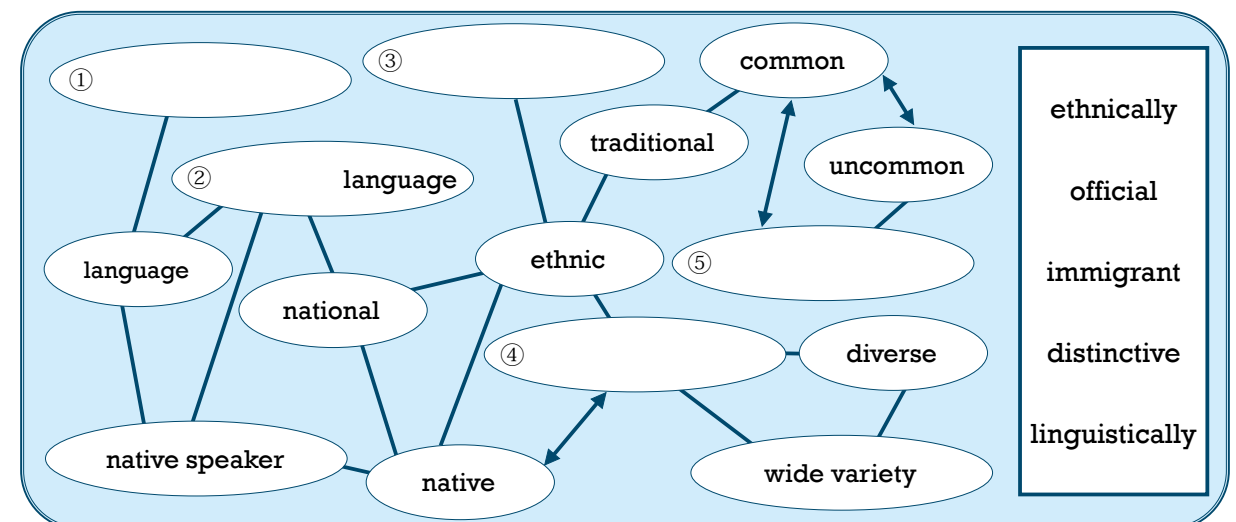 ①
② language
③
common
traditional
uncommon
language
ethnic
⑤
national
④
diverse
native speaker
native
wide variety
ethnically
official
immigrant
distinctive
linguistically